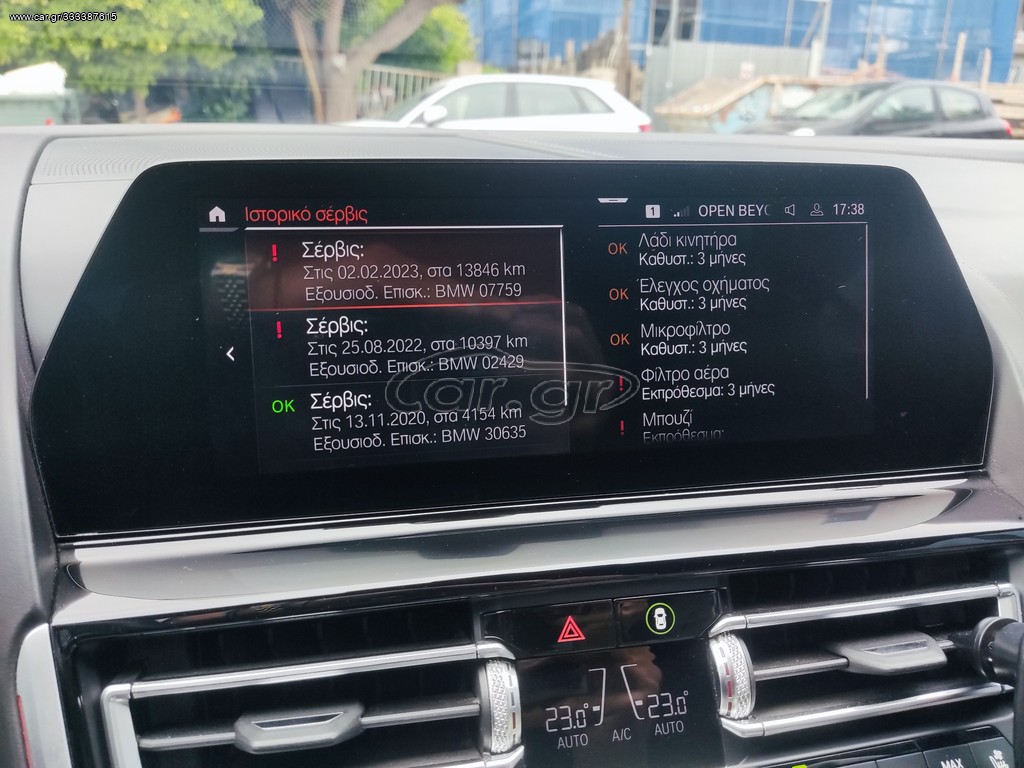 www.car.gr/333387615
Ιστορικό σέρβις
1 OPEN BEYC 17:38
! Σέρβις:
Στις 02.02.2023, στα 13846 km
Εξουσιοδ. Επισκ.: BMW 07759
! Σέρβις:
Στις 25.08.2022, στα 10397 km
Εξουσιοδ. Επισκ.: BMW 02429
OK Σέρβις:
Στις 13.11.2020, στα 4154 km
Εξουσιοδ. Επισκ.: BMW 30635
OK Λάδι κινητήρα
Καθυστ.: 3 μήνες
OK Έλεγχος οχήματος
Καθυστ.: 3 μήνες
OK Μικροφίλτρο
Καθυστ.: 3 μήνες
! Φίλτρο αέρα
Εκπρόθεσμα: 3 μήνες
! Μπουζί
Εκπρόθεσμα:
car.gr
23.0° 23.0°
AUTO A/C AUTO
MAX